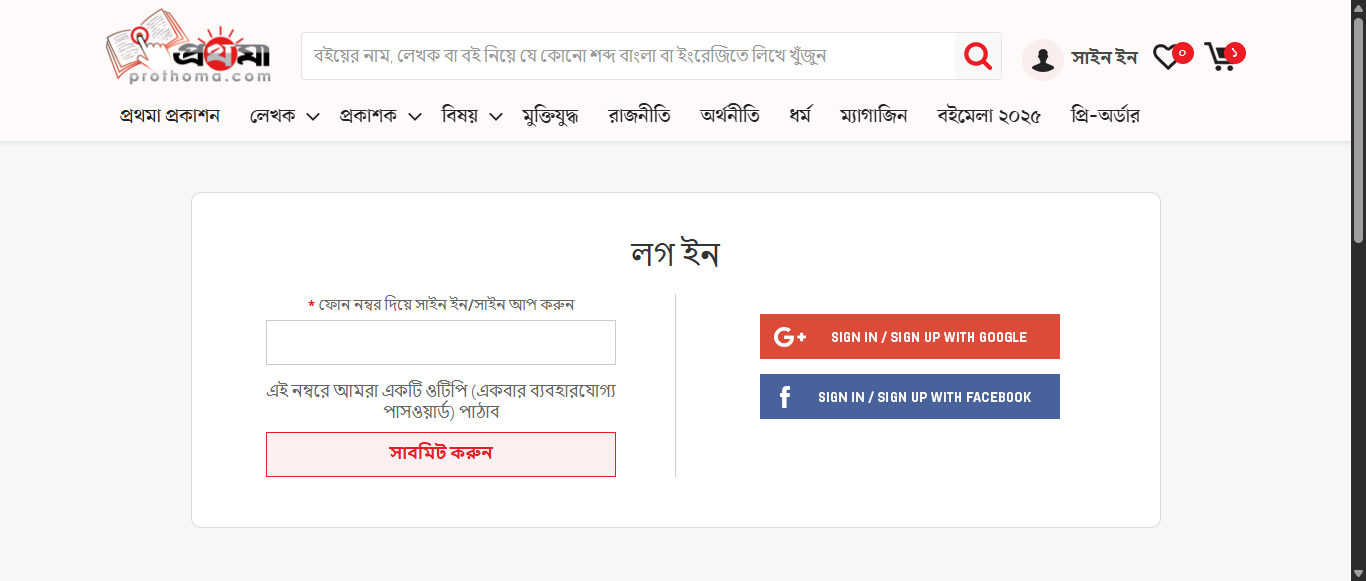 প্রথমা
prothoma.com
বইয়ের নাম, লেখক বা বই নিয়ে যে কোনো শব্দ বাংলা বা ইংরেজিতে লিখে খুঁজুন
সাইন ইন
০
১
প্রথমা প্রকাশন লেখক প্রকাশক বিষয় মুক্তিযুদ্ধ রাজনীতি অর্থনীতি ধর্ম ম্যাগাজিন বইমেলা ২০২৫ প্রি-অর্ডার
লগ ইন
* ফোন নম্বর দিয়ে সাইন ইন/সাইন আপ করুন
এই নম্বরে আমরা একটি ওটিপি (একবার ব্যবহারযোগ্য
পাসওয়ার্ড) পাঠাব
সাবমিট করুন
G+ SIGN IN / SIGN UP WITH GOOGLE
f SIGN IN / SIGN UP WITH FACEBOOK